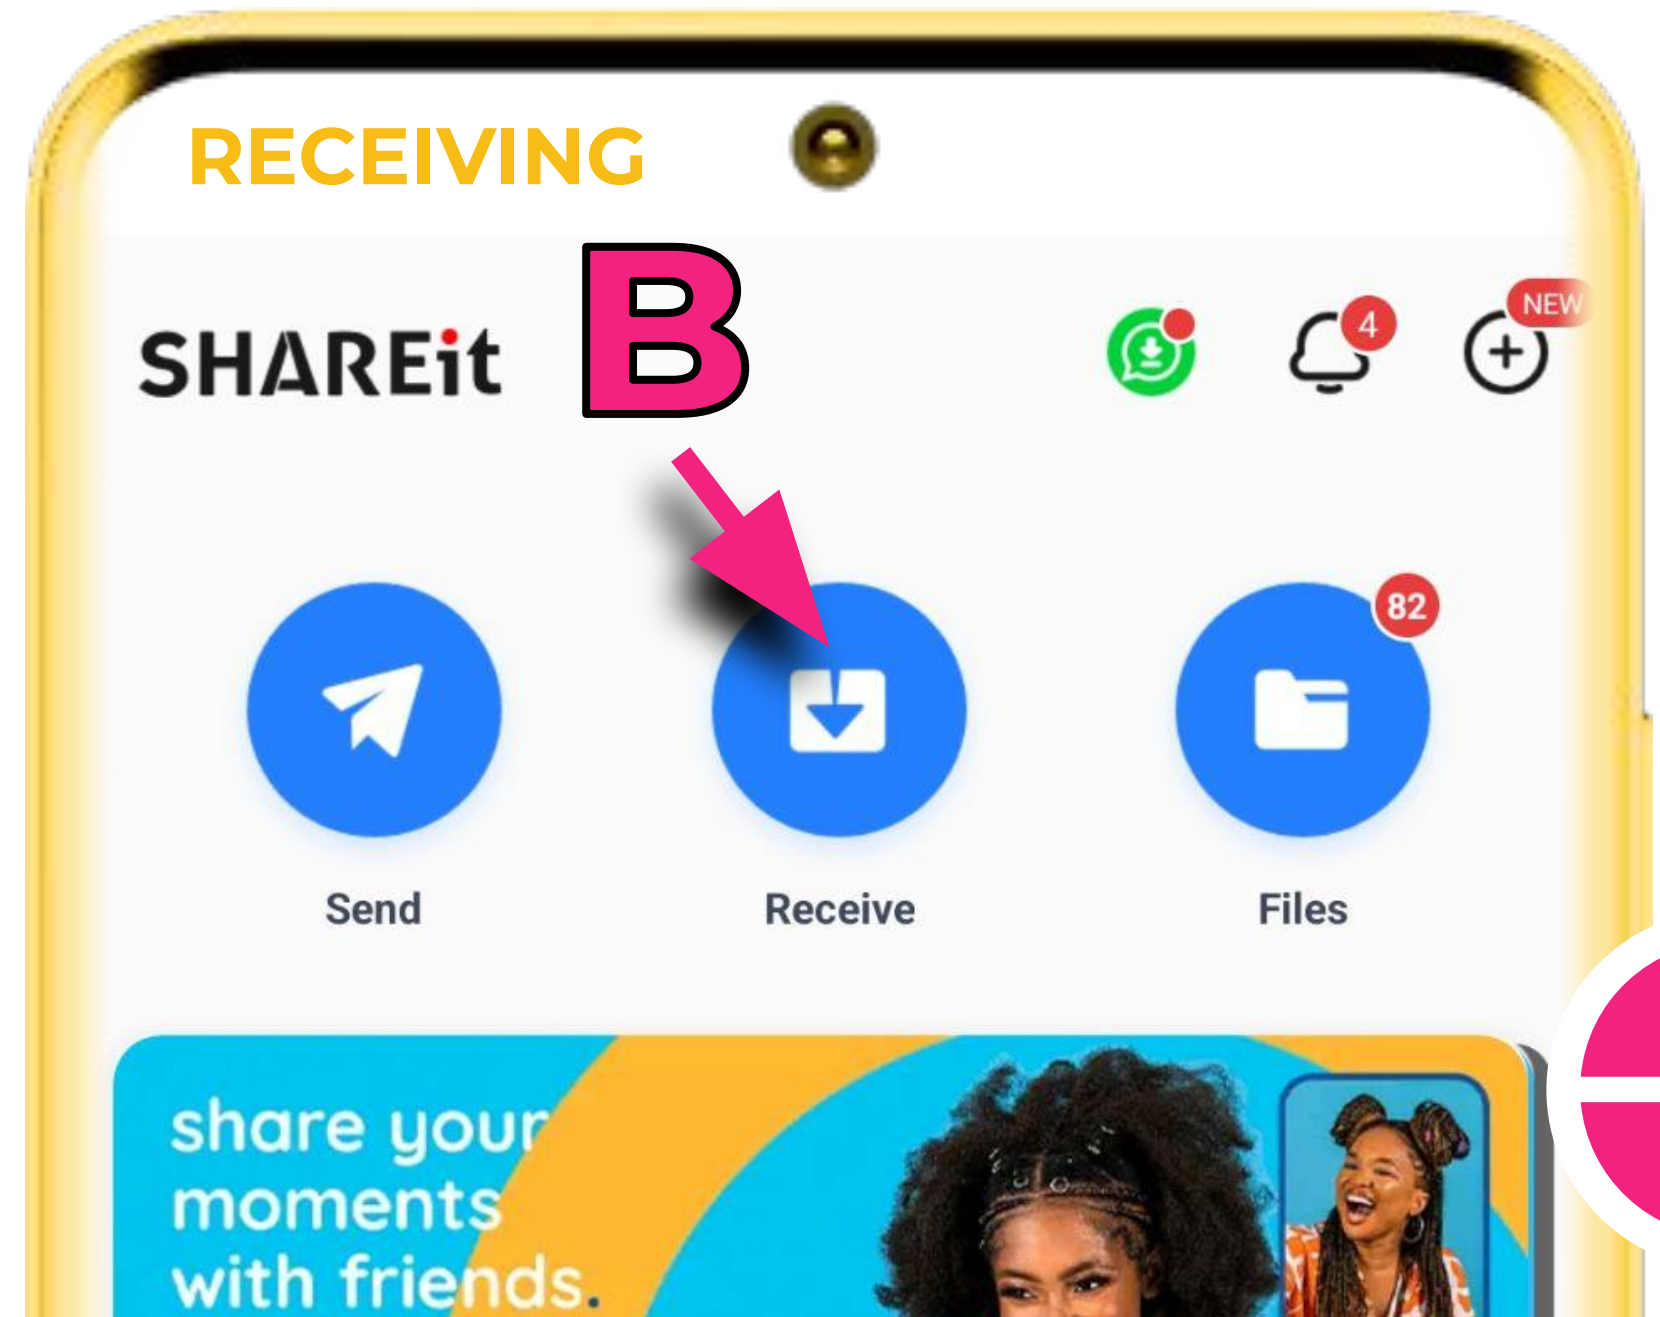 RECEIVING
B
SHAREit
4
NEW
82
Send
Receive
Files
share your
moments
with friends.